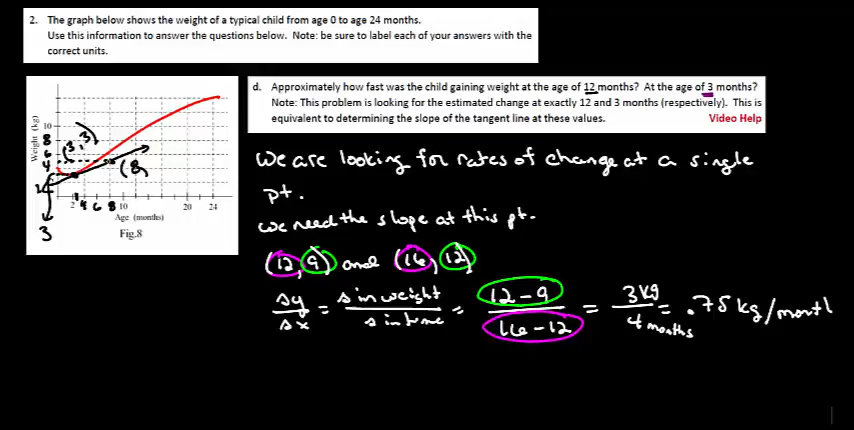 2. The graph below shows the weight of a typical child from age 0 to age 24 months.
Use this information to answer the questions below. Note: be sure to label each of your answers with the
correct units.
d. Approximately how fast was the child gaining weight at the age of 12 months? At the age of 3 months?
Note: This problem is looking for the estimated change at exactly 12 and 3 months (respectively). This is
equivalent to determining the slope of the tangent line at these values. Video Help
Weight (kg)
10
8
6
4
3
(3,3)
(8,
2 4 6 8 10 20 24
Age (months)
Fig.8
We are looking for rates of change at a single
pt.
we need the slope at this pt.
(12, 9) and (16, 12)
Δy/Δx = Δ in weight/Δ in time = 12-9/16-12 = 3kg/4 months = .75 kg/month